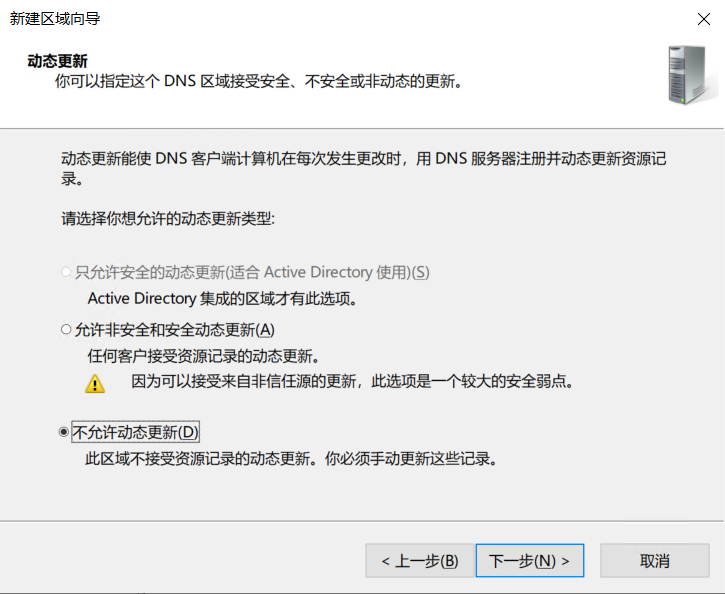 新建区域向导
动态更新
你可以指定这个 DNS 区域接受安全、不安全或非动态的更新。
动态更新能使 DNS 客户端计算机在每次发生更改时，用 DNS 服务器注册并动态更新资源记
录。
请选择你想允许的动态更新类型:
只允许安全的动态更新(适合 Active Directory 使用)(S)
Active Directory 集成的区域才有此选项。
允许非安全和安全动态更新(A)
任何客户接受资源记录的动态更新。
因为可以接受来自非信任源的更新，此选项是一个较大的安全弱点。
不允许动态更新(D)
此区域不接受资源记录的动态更新。你必须手动更新这些记录。
< 上一步(B) 下一步(N) > 取消